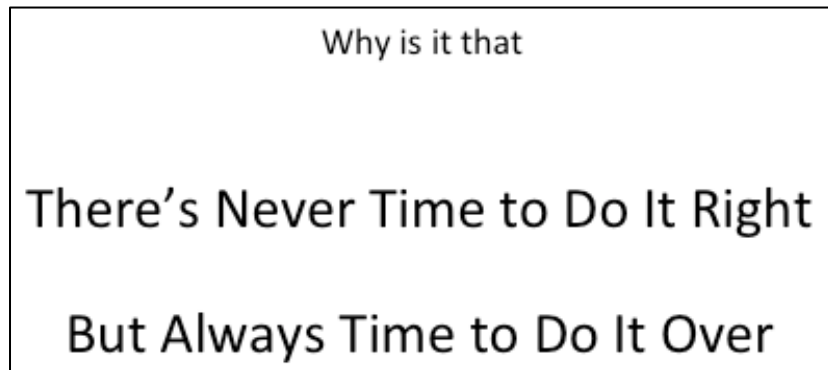 Why is it that
There’s Never Time to Do It Right
But Always Time to Do It Over